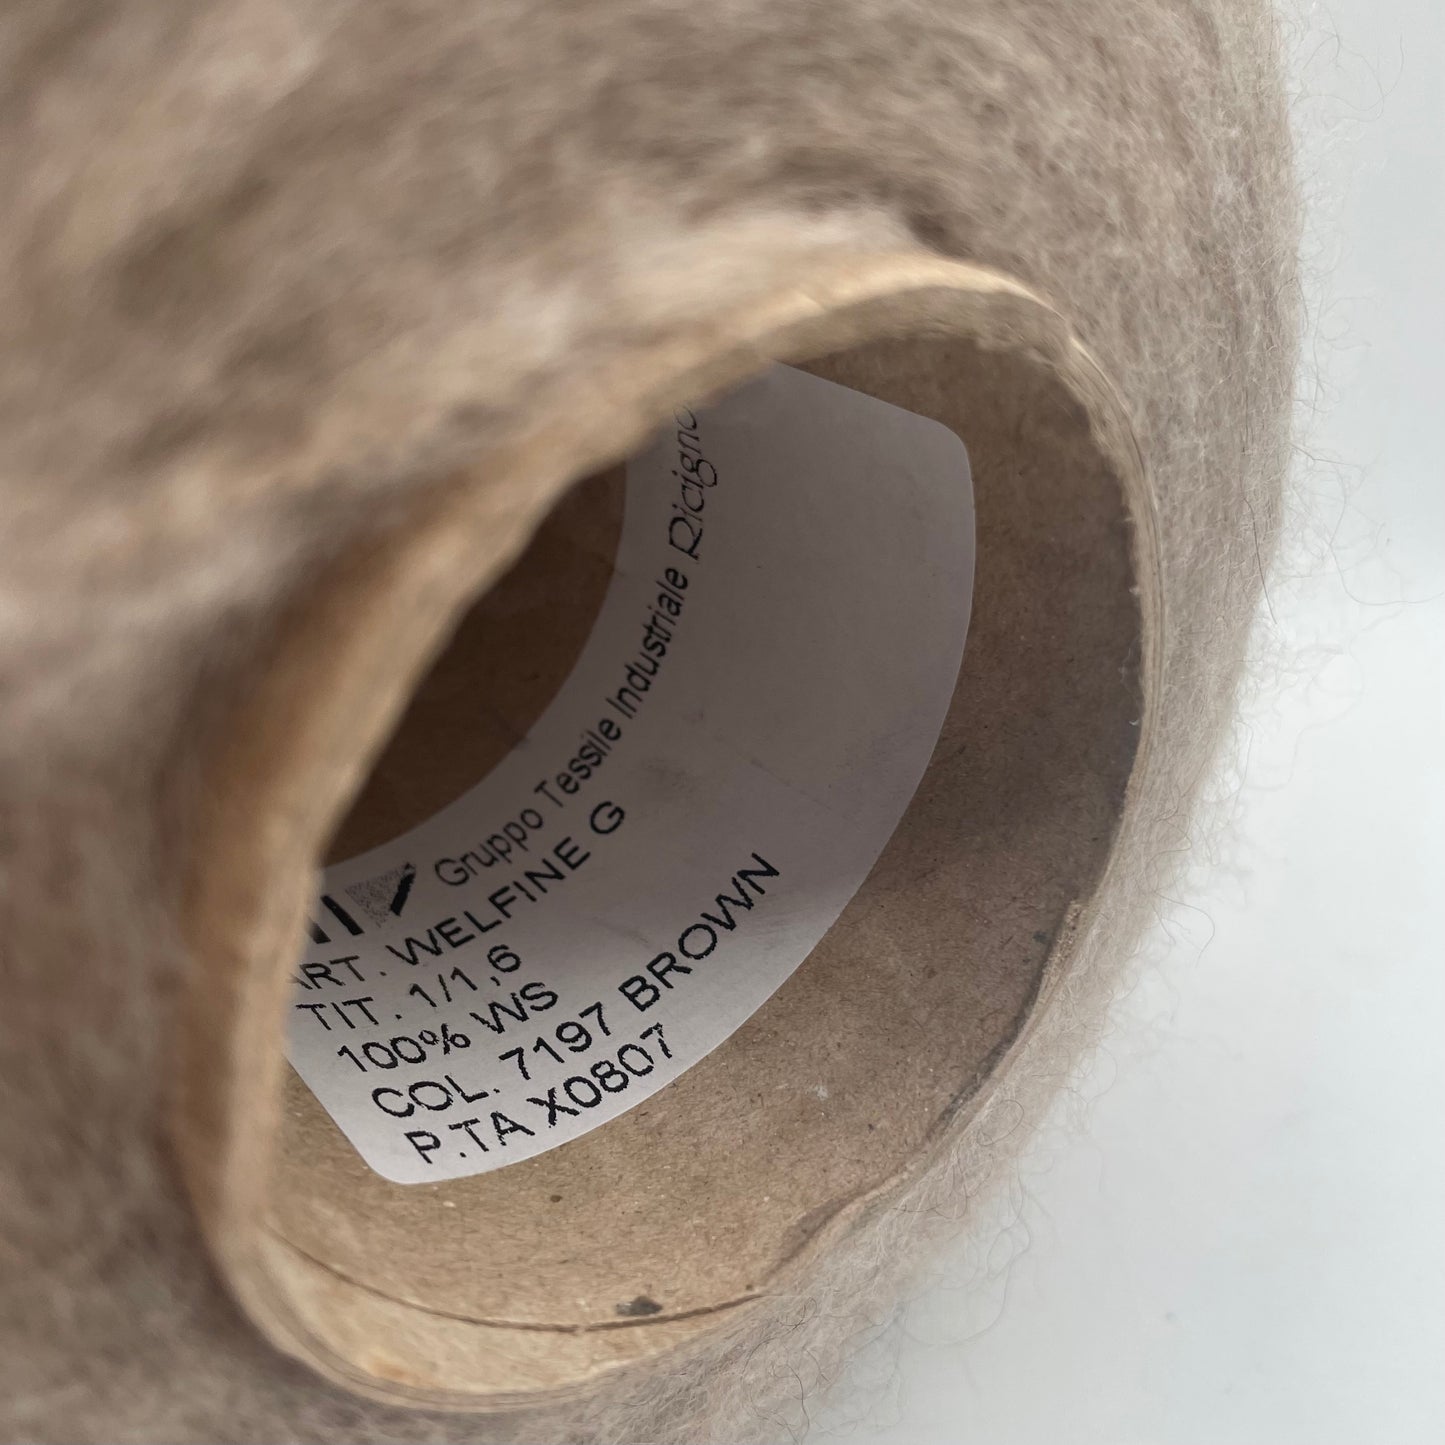 Gruppo Tessile Industriale
ART. WELFINE G
TIT. 1/1,6
100% WS
COL. 7197 BROWN
P.TA X0807